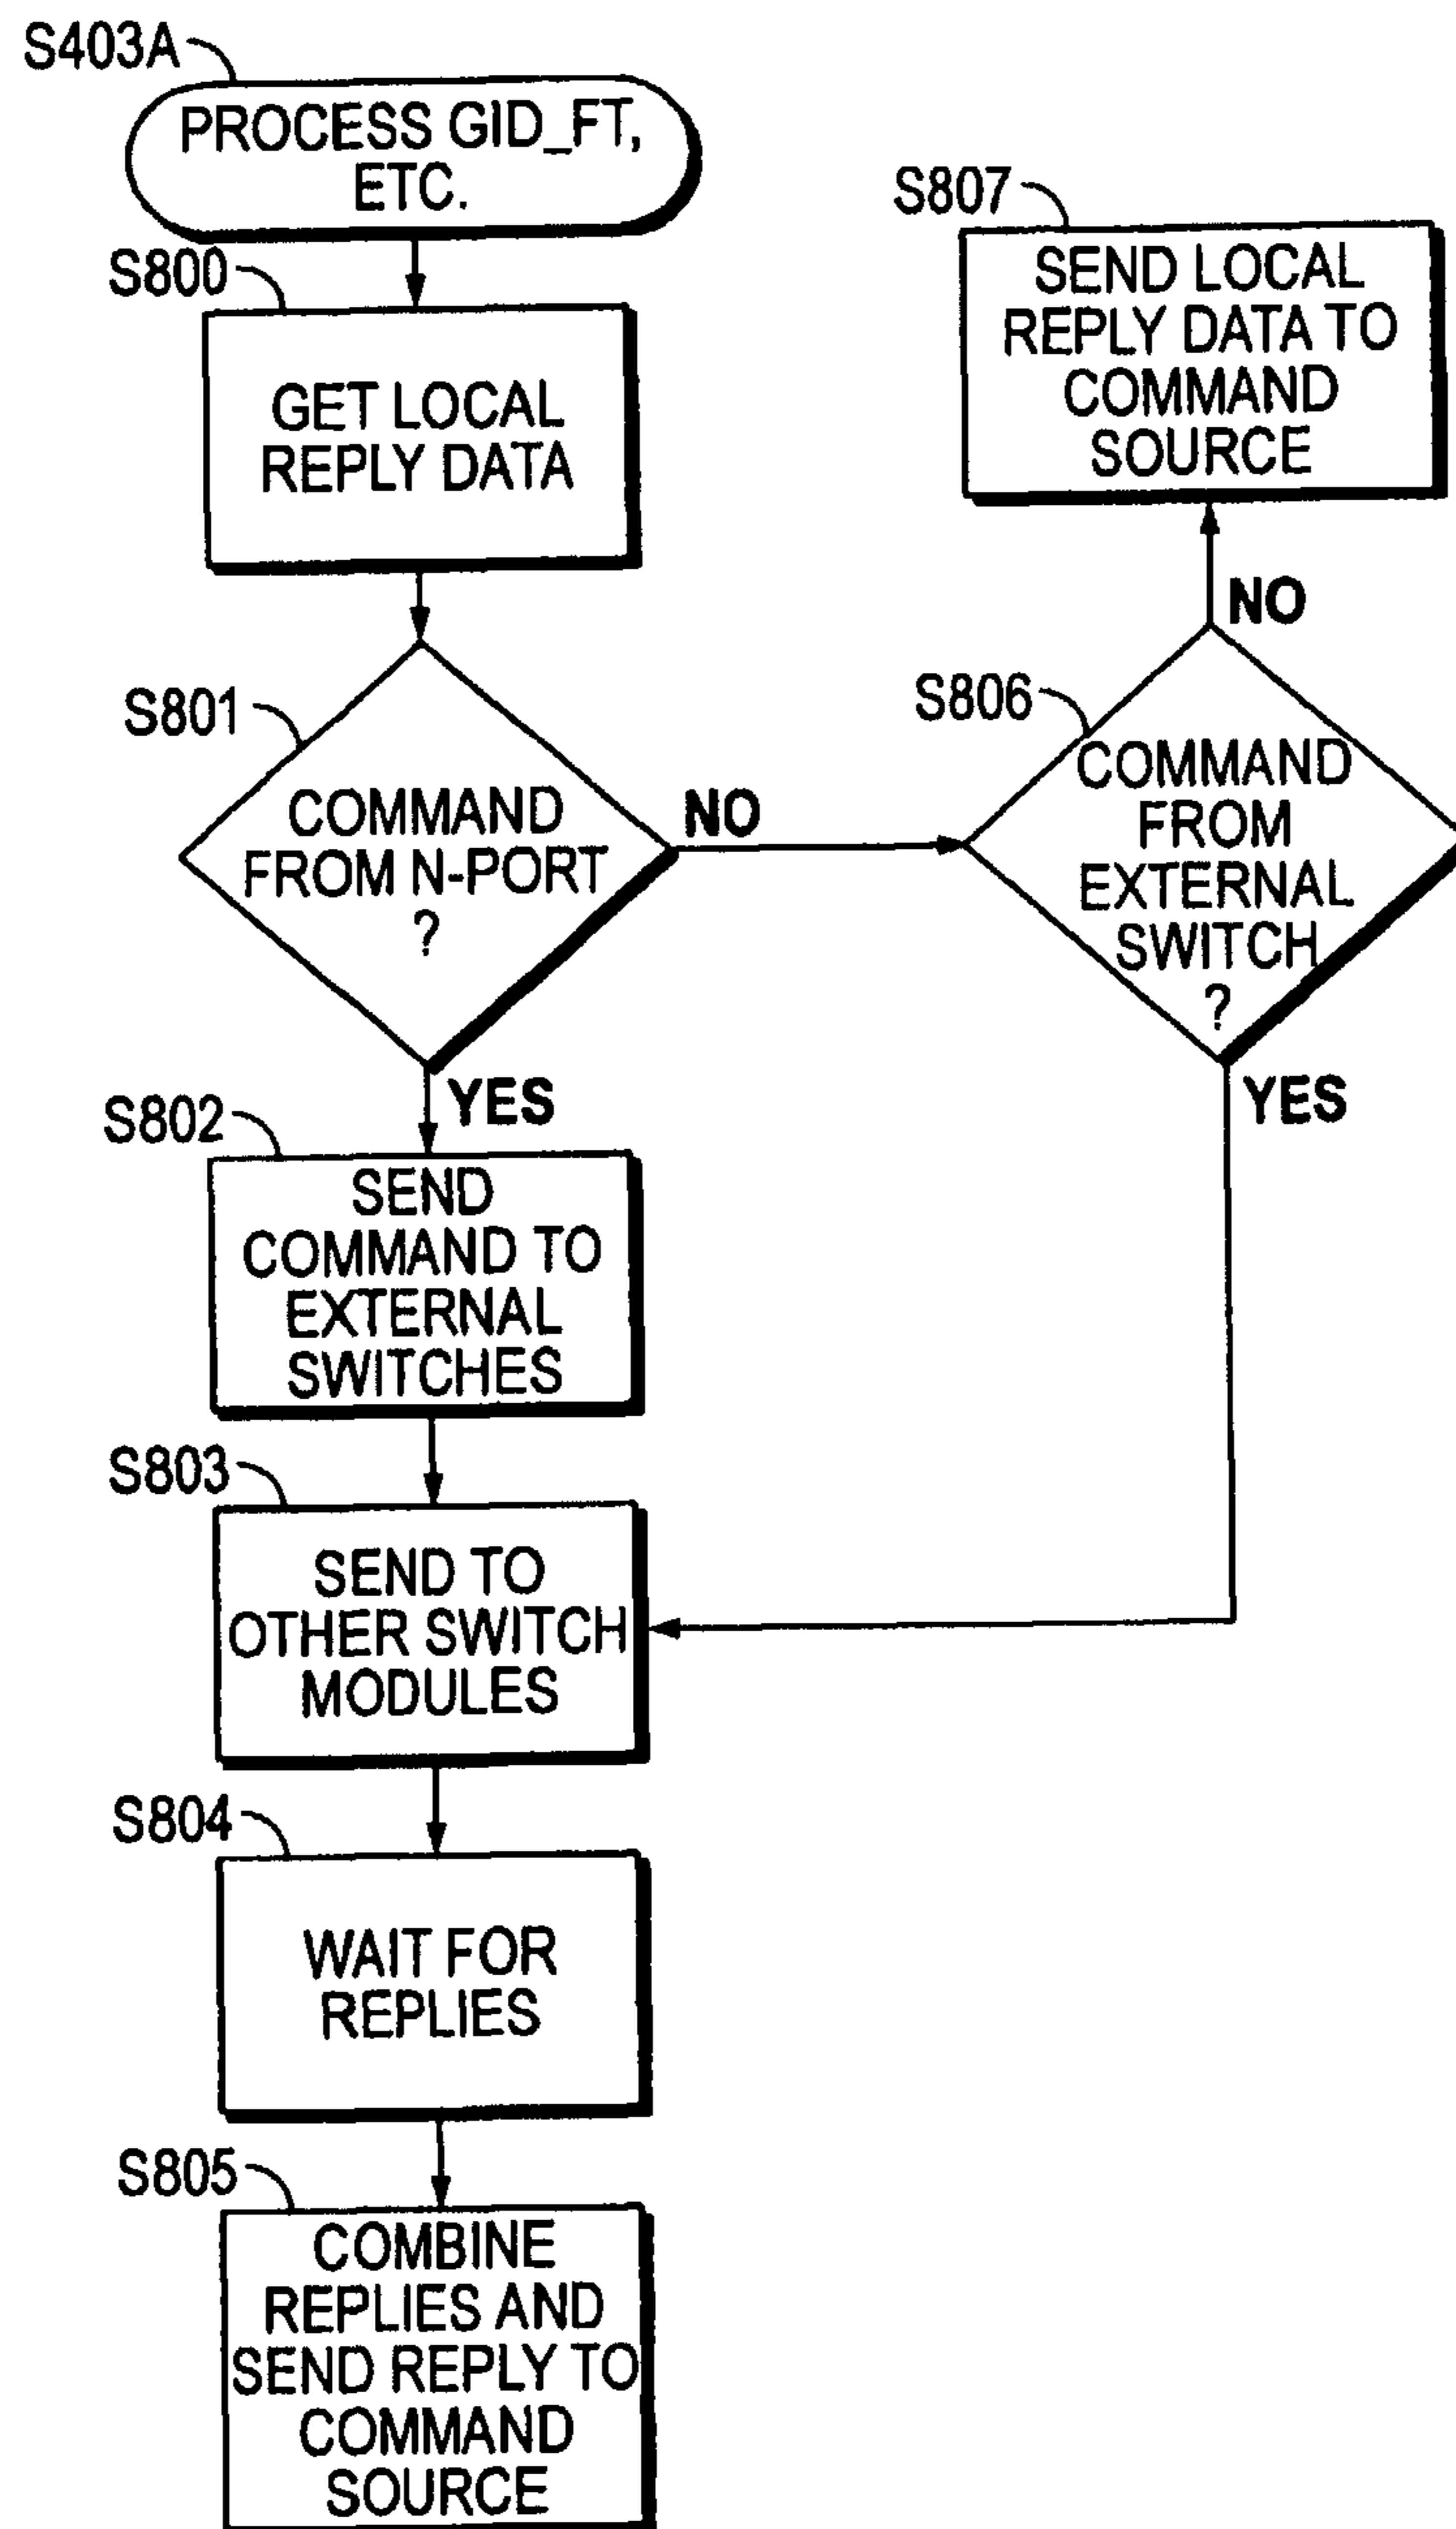 S403A
PROCESS GID_FT,
ETC.
S800
GET LOCAL
REPLY DATA
S801
COMMAND
FROM N-PORT
?
NO
YES
S802
SEND
COMMAND TO
EXTERNAL
SWITCHES
S803
SEND TO
OTHER SWITCH
MODULES
S804
WAIT FOR
REPLIES
S805
COMBINE
REPLIES AND
SEND REPLY TO
COMMAND
SOURCE
S807
SEND LOCAL
REPLY DATA TO
COMMAND
SOURCE
NO
S806
COMMAND
FROM
EXTERNAL
SWITCH
?
YES